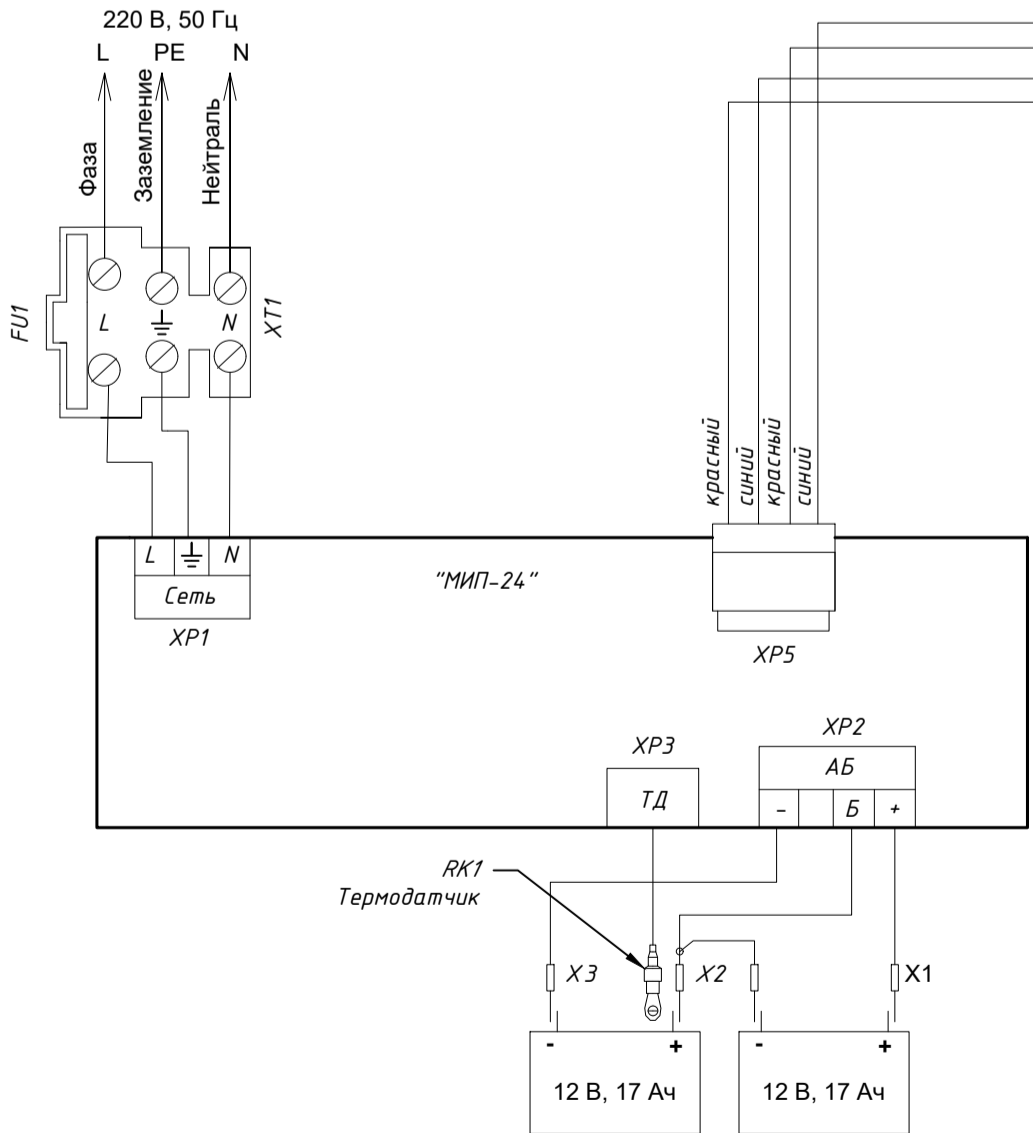 220 В, 50 Гц
L PE N
Фаза
Заземление
Нейтраль
FU1
L
N
XT1
красный
синий
красный
синий
L N
Сеть
XP1
"МИП-24"
XP5
XP3
ТД
XP2
АБ
- Б +
RK1
Термодатчик
X3
X2
X1
- +
- +
12 В, 17 Ач
12 В, 17 Ач